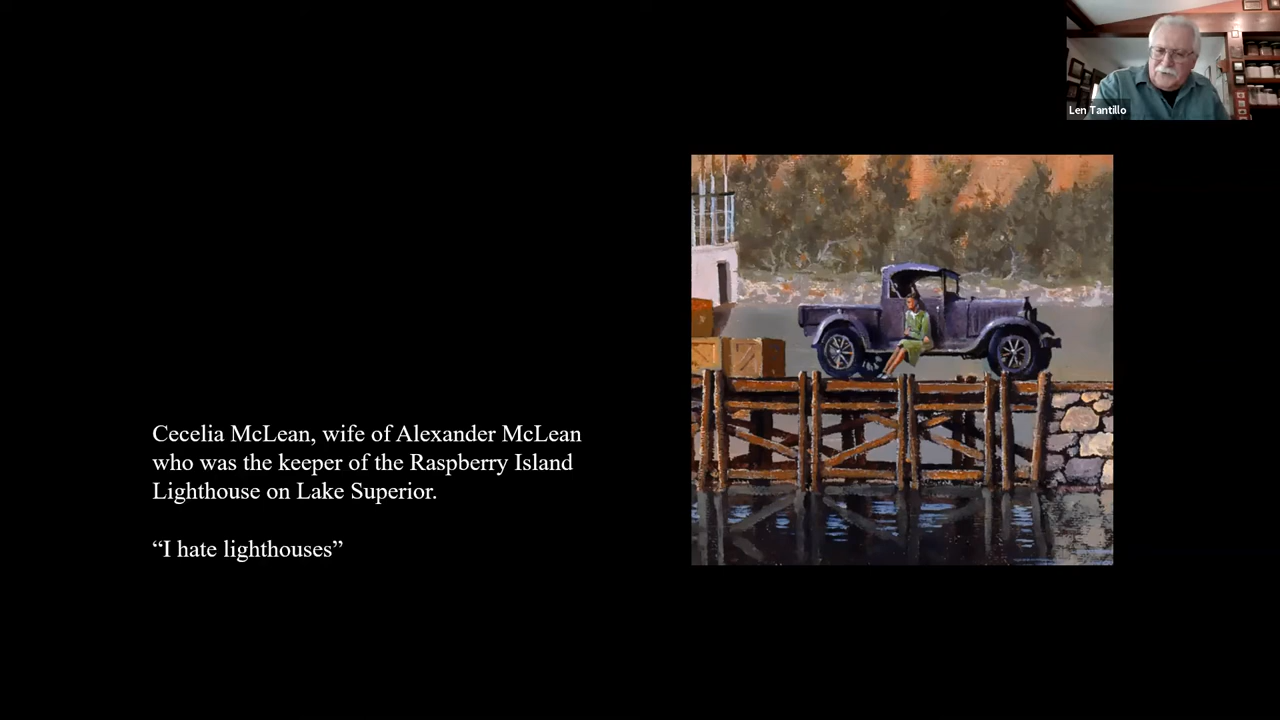 Len Tantillo
Cecelia McLean, wife of Alexander McLean
who was the keeper of the Raspberry Island
Lighthouse on Lake Superior.
“I hate lighthouses”